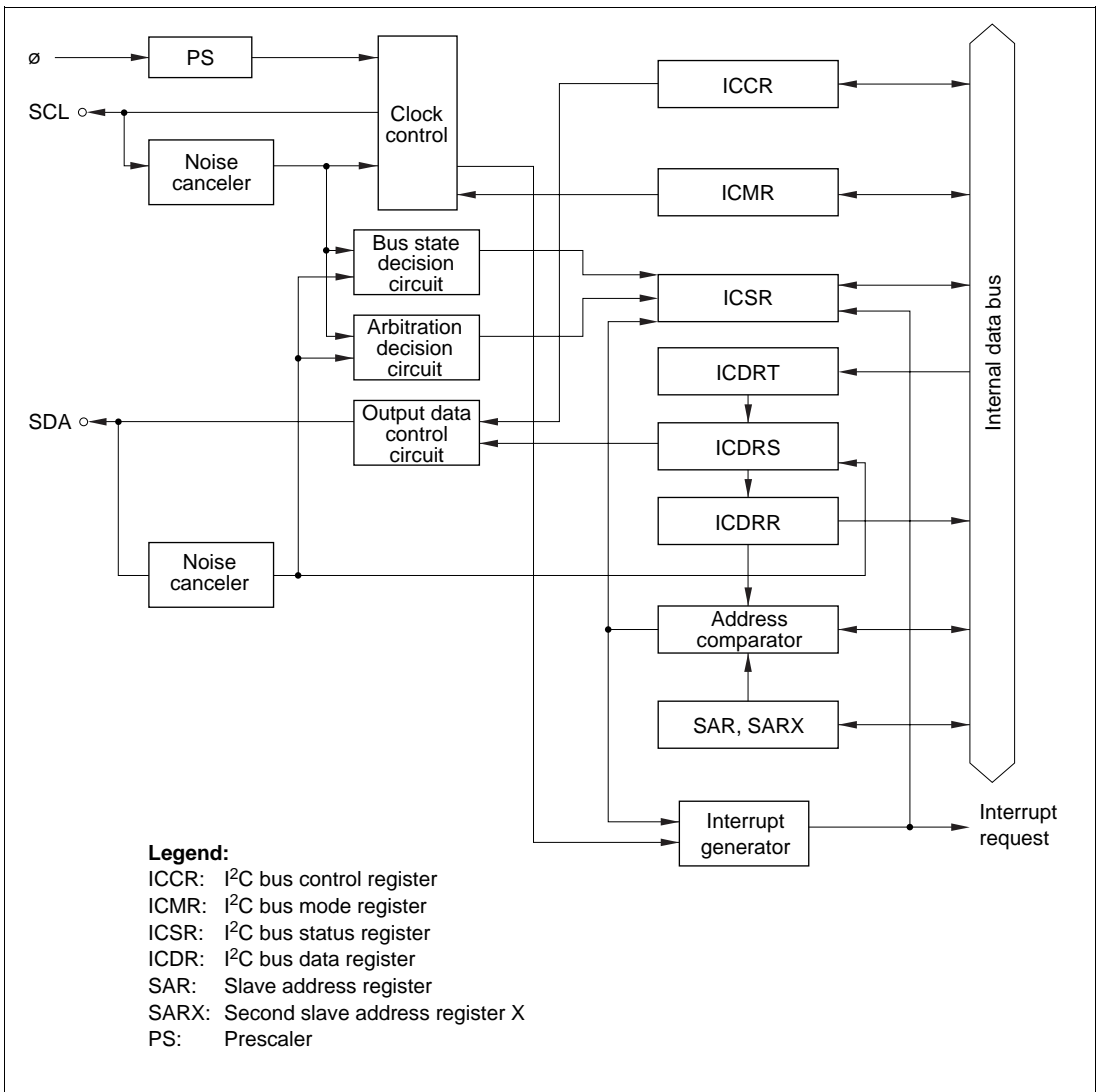 ø
PS
SCL
Clock
control
Noise
canceler
ICCR
ICMR
Bus state
decision
circuit
ICSR
Arbitration
decision
circuit
ICDRT
SDA
Output data
control
circuit
ICDRS
ICDRR
Noise
canceler
Address
comparator
SAR, SARX
Internal data bus
Interrupt
generator
Interrupt
request
Legend:
ICCR: I²C bus control register
ICMR: I²C bus mode register
ICSR: I²C bus status register
ICDR: I²C bus data register
SAR: Slave address register
SARX: Second slave address register X
PS: Prescaler